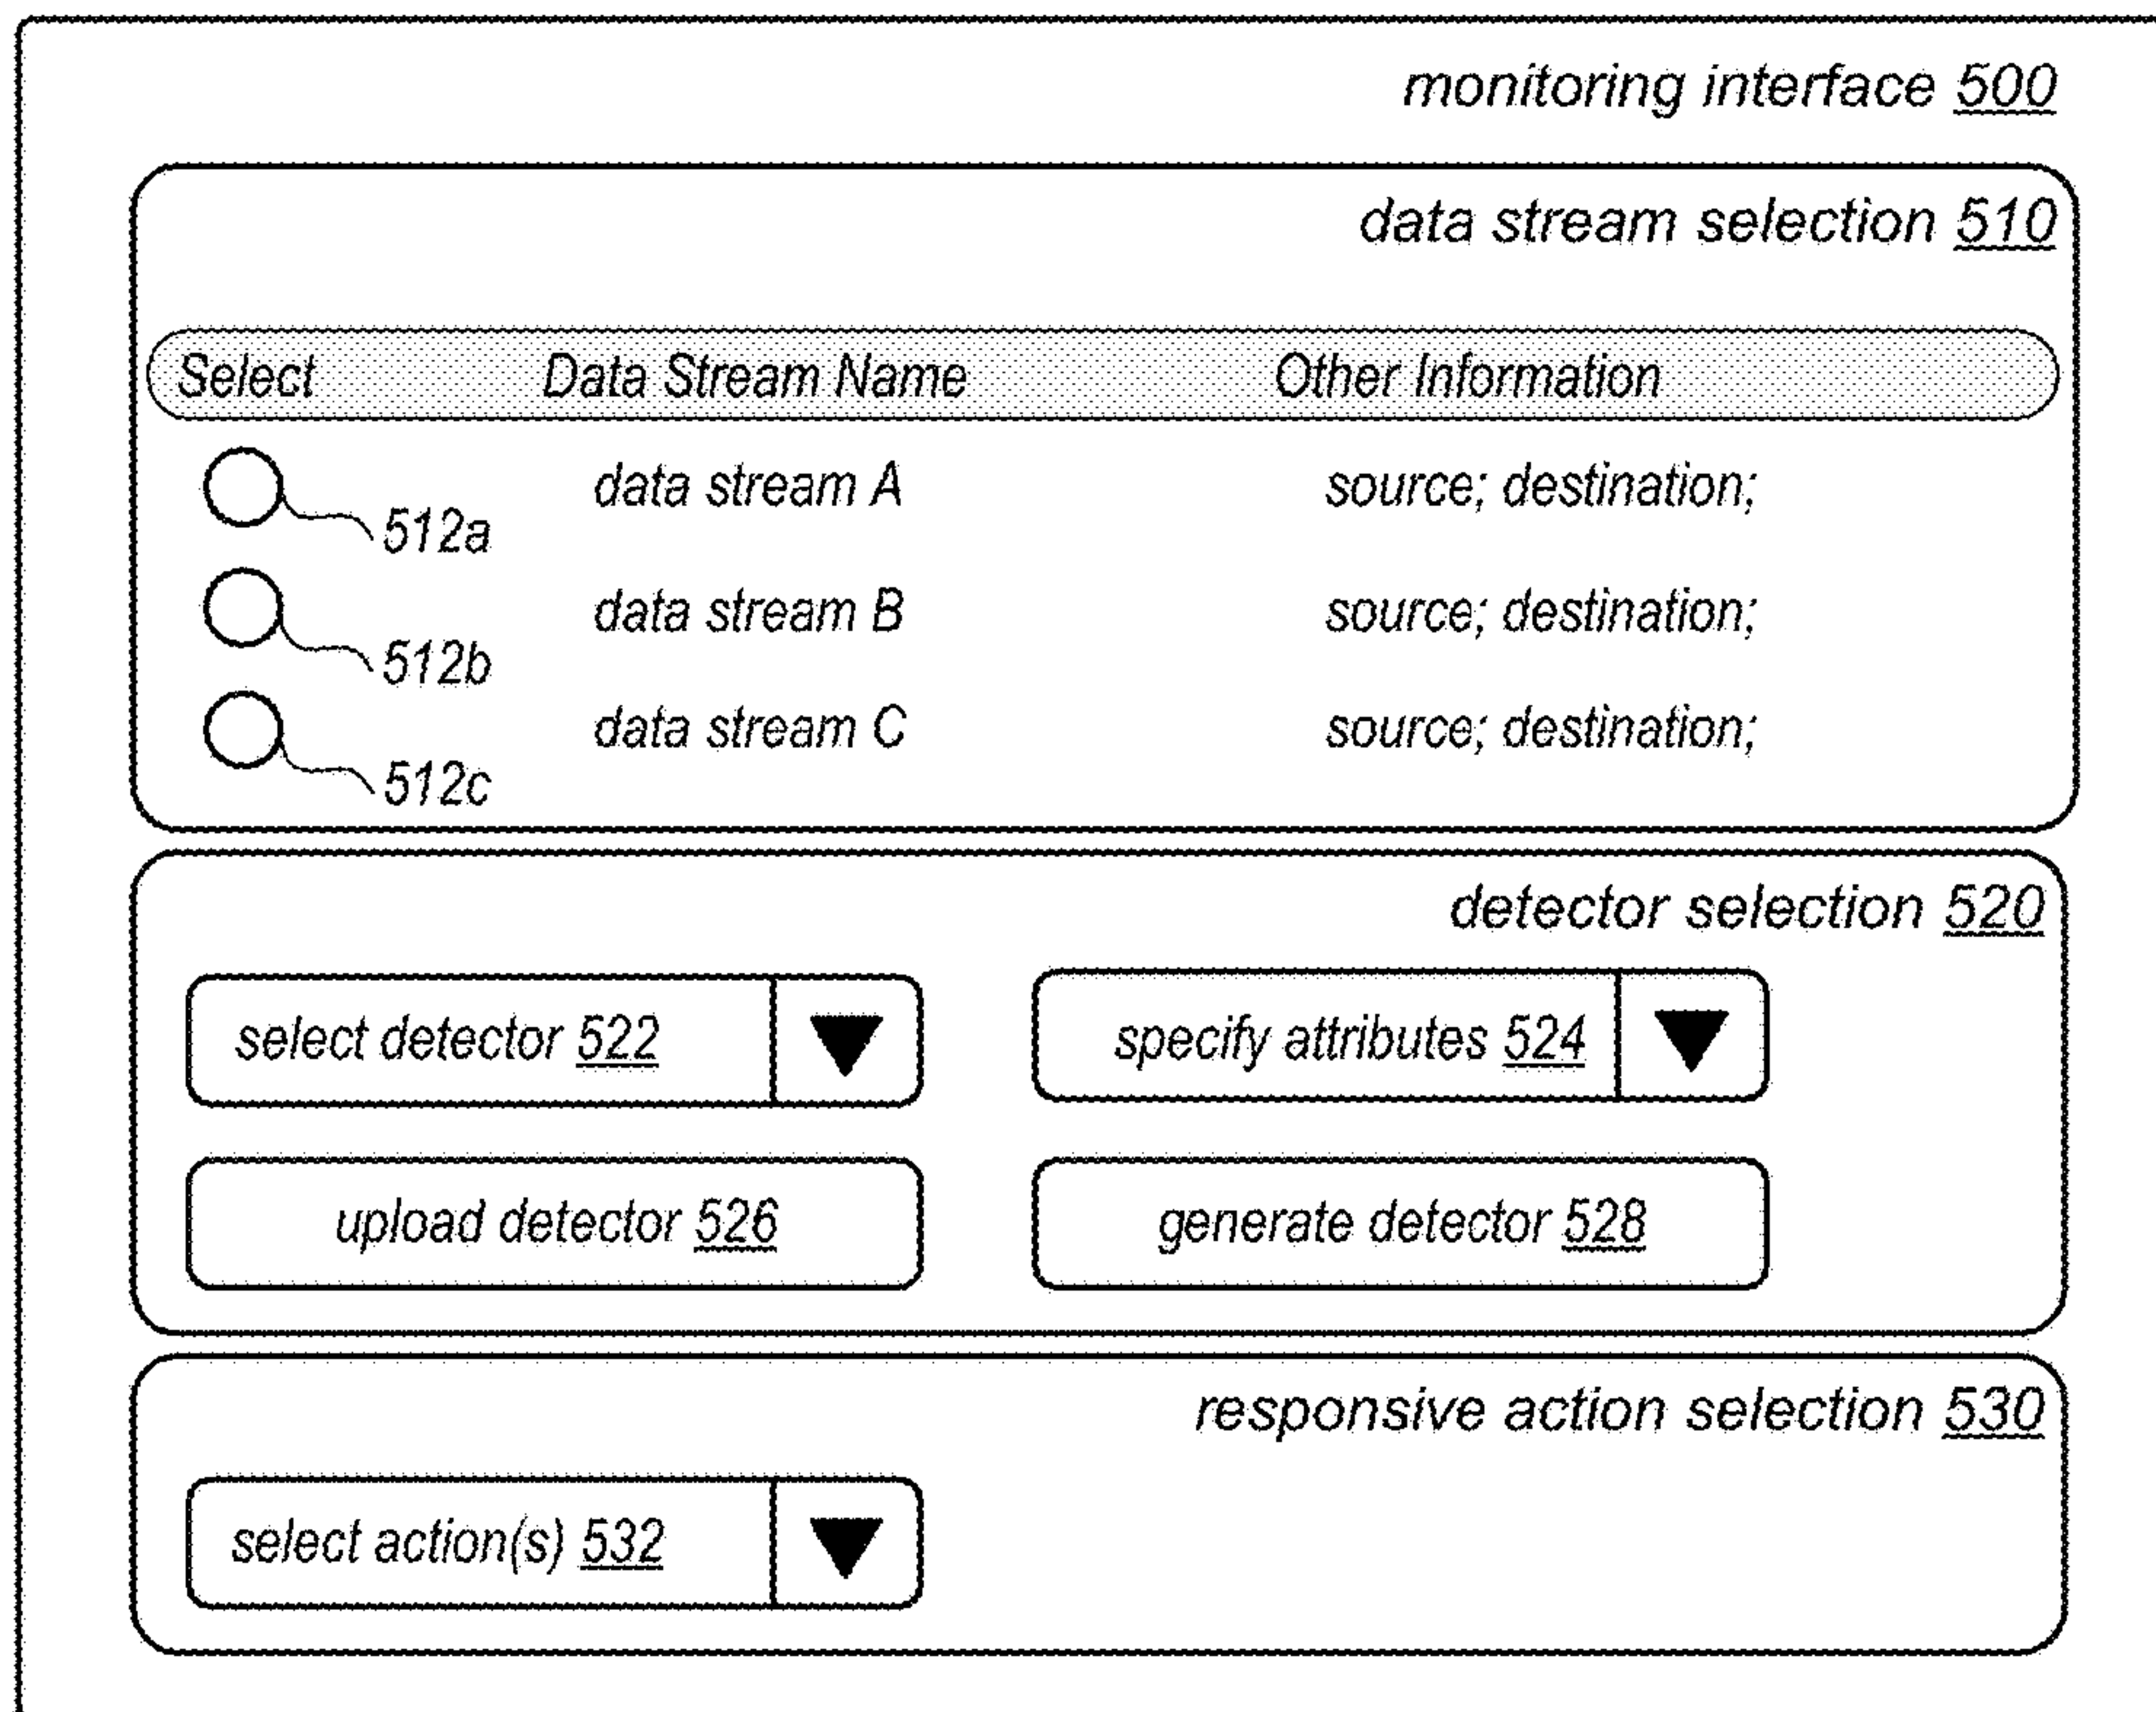 monitoring interface 500
data stream selection 510
Select Data Stream Name Other Information
data stream A source; destination;
512a
data stream B source; destination;
512b
data stream C source; destination;
512c
detector selection 520
select detector 522 specify attributes 524
upload detector 526 generate detector 528
responsive action selection 530
select action(s) 532